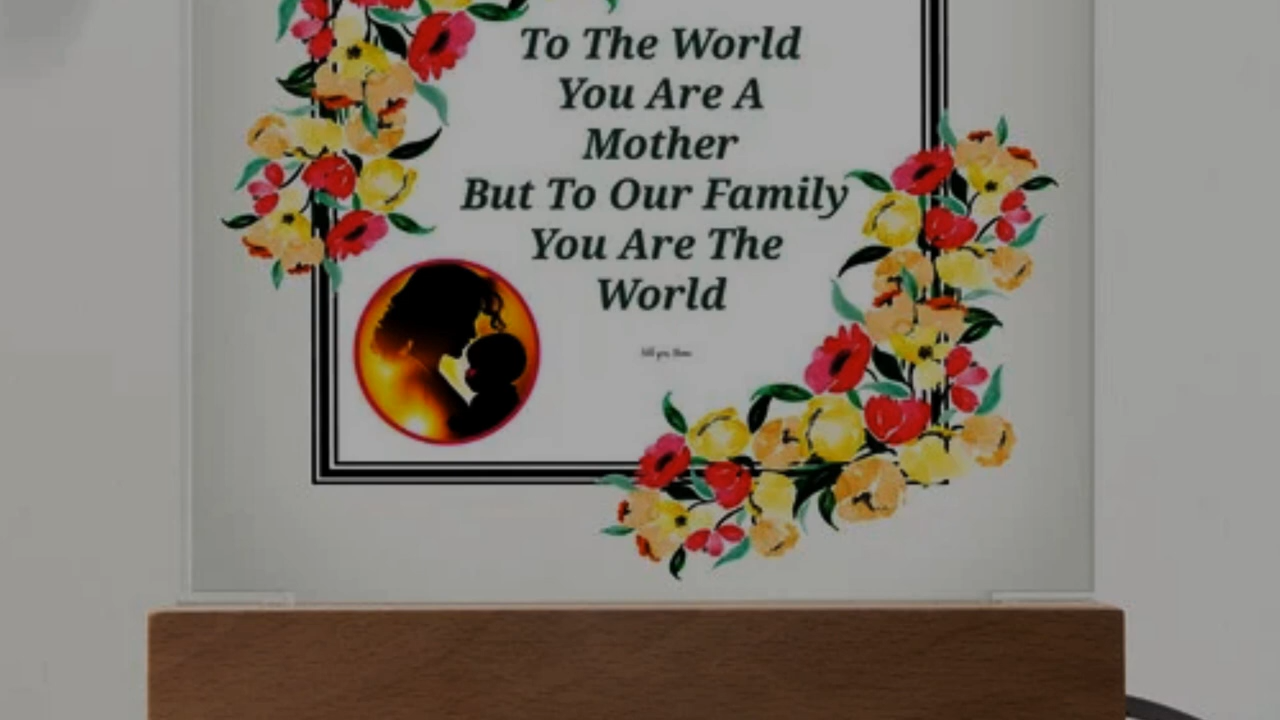 To The World
You Are A
Mother
But To Our Family
You Are The
World